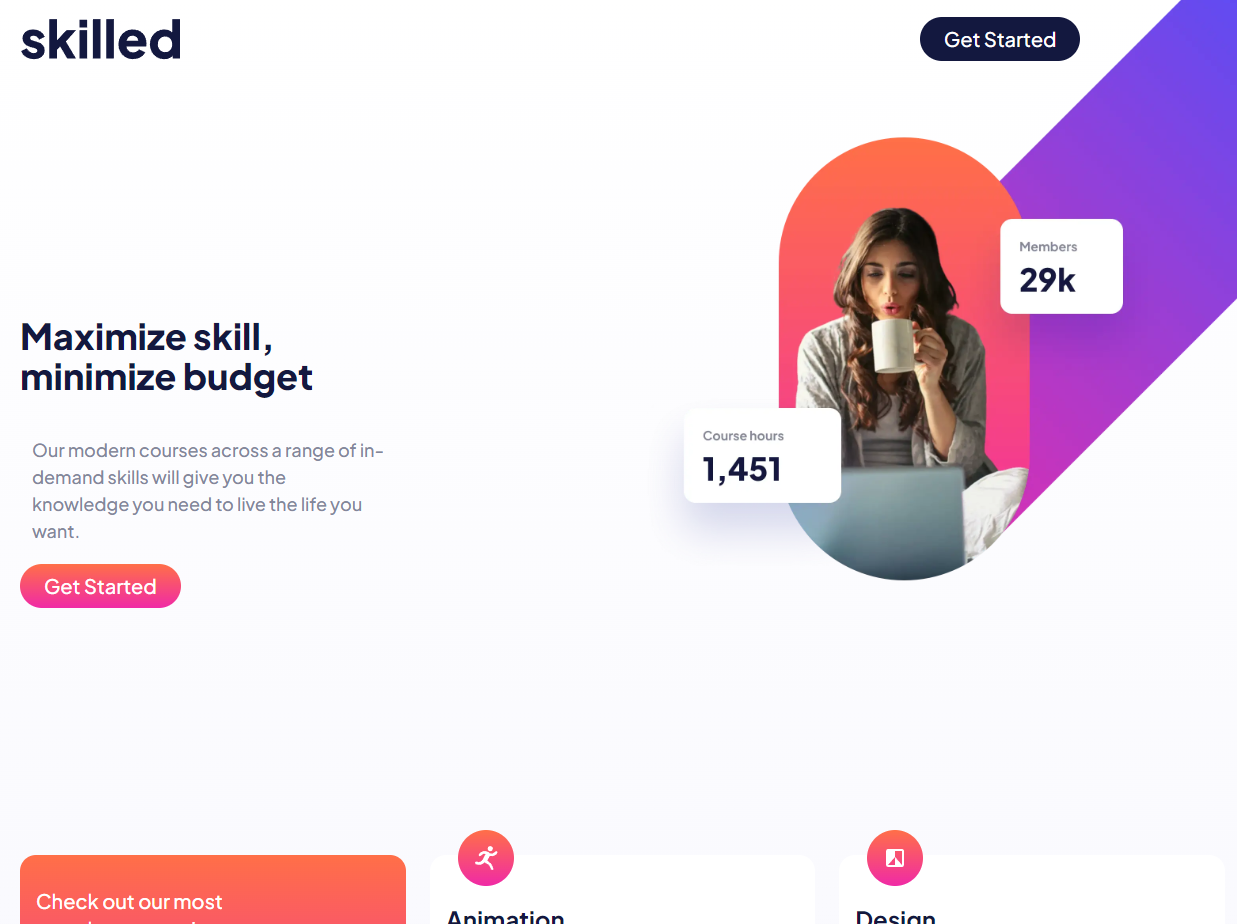 skilled
Get Started
Members
29k
Maximize skill,
minimize budget
Course hours
1,451
Our modern courses across a range of in-
demand skills will give you the
knowledge you need to live the life you
want.
Get Started
Check out our most
Animation
Design